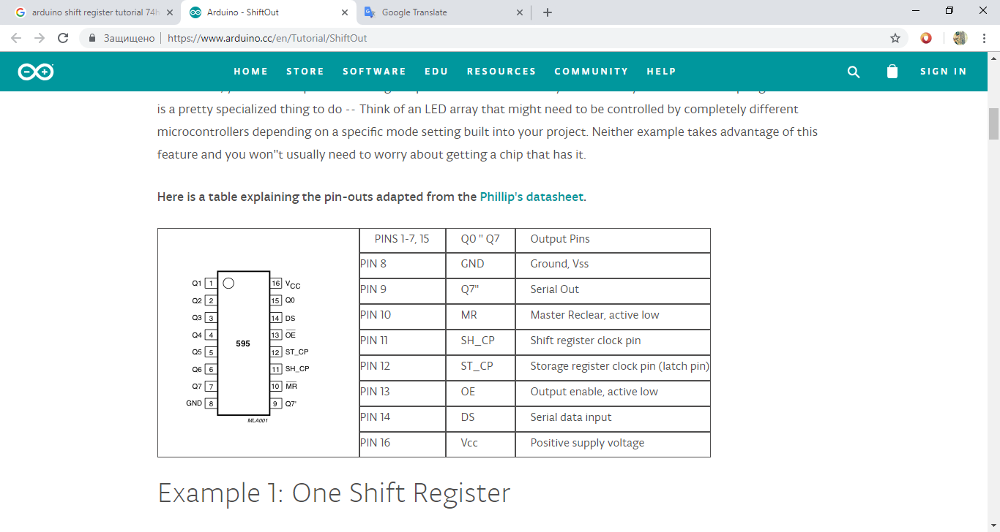 arduino shift register tutorial 74h
Arduino - ShiftOut
Google Translate
Защищено
https://www.arduino.cc/en/Tutorial/ShiftOut
HOME STORE SOFTWARE EDU RESOURCES COMMUNITY HELP SIGN IN
is a pretty specialized thing to do -- Think of an LED array that might need to be controlled by completely different
microcontrollers depending on a specific mode setting built into your project. Neither example takes advantage of this
feature and you won"t usually need to worry about getting a chip that has it.
Here is a table explaining the pin-outs adapted from the Phillip's datasheet.
Q1 1 16 VCC
Q2 2 15 Q0
Q3 3 14 DS
Q4 4 13 OE
595
Q5 5 12 ST_CP
Q6 6 11 SH_CP
Q7 7 10 MR
GND 8 9 Q7'
MLA001
PINS 1-7, 15 Q0 " Q7 Output Pins
PIN 8 GND Ground, Vss
PIN 9 Q7" Serial Out
PIN 10 MR Master Reclear, active low
PIN 11 SH_CP Shift register clock pin
PIN 12 ST_CP Storage register clock pin (latch pin)
PIN 13 OE Output enable, active low
PIN 14 DS Serial data input
PIN 16 Vcc Positive supply voltage
Example 1: One Shift Register